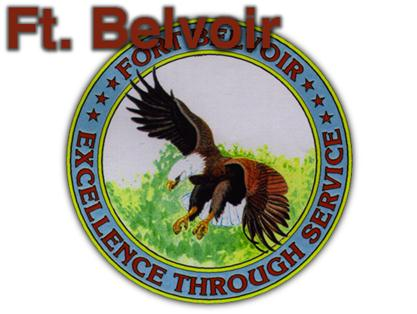 Ft. Belvoir
FORT BELVOIR
EXCELLENCE THROUGH SERVICE